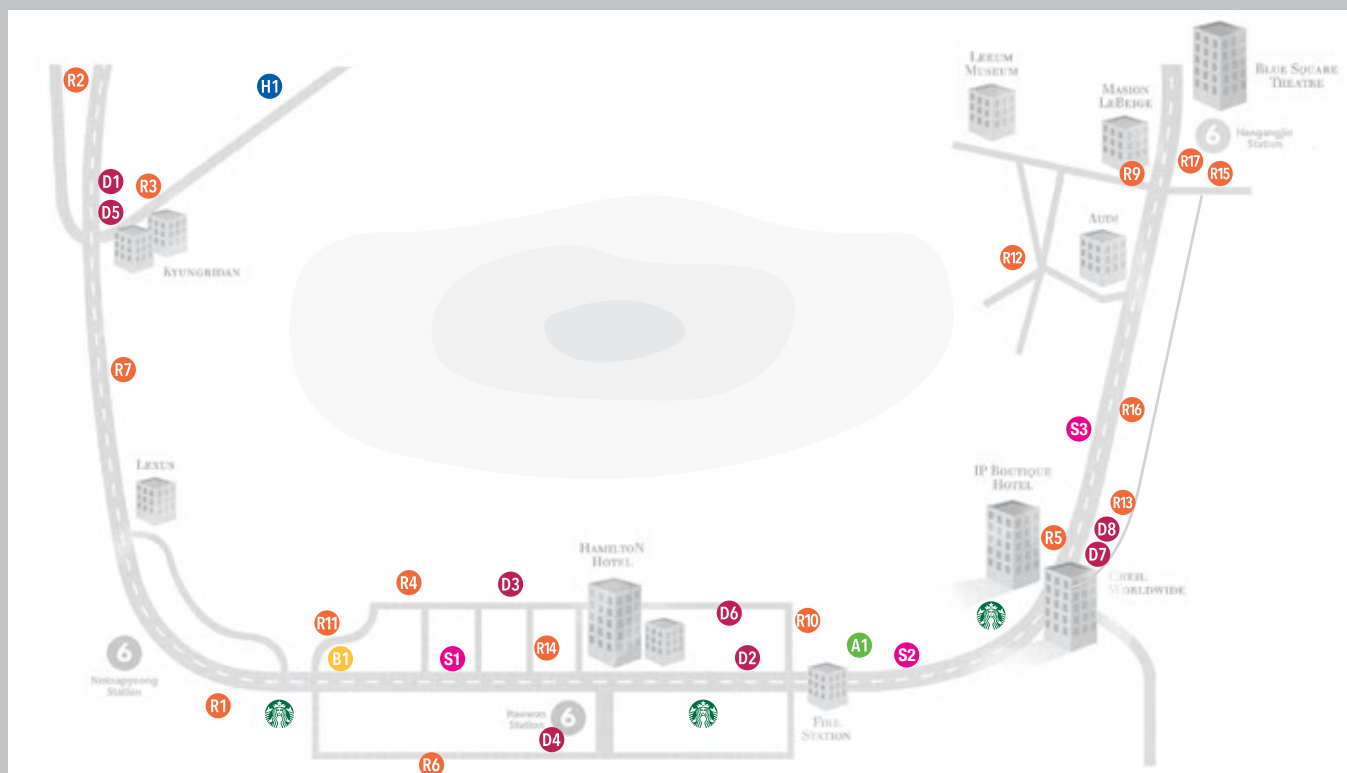 R2
H1
LEEUM
MUSEUM
MASION
LEBEIGE
BLUE SQUARE
THEATRE
6
Hangangjin
Station
D1
R3
R9
R17
R15
D5
AUDI
KYUNGRIDAN
R12
R7
R16
S3
LEXUS
IP BOUTIQUE
HOTEL
R13
D8
R5
D7
HAMILTON
HOTEL
CHEIL
WORLDWIDE
R4
D3
D6
R11
R10
R14
A1
B1
S1
D2
S2
6
Noksapyeong
Station
R1
Itaewon
Station
6
FIRE
STATION
D4
R6